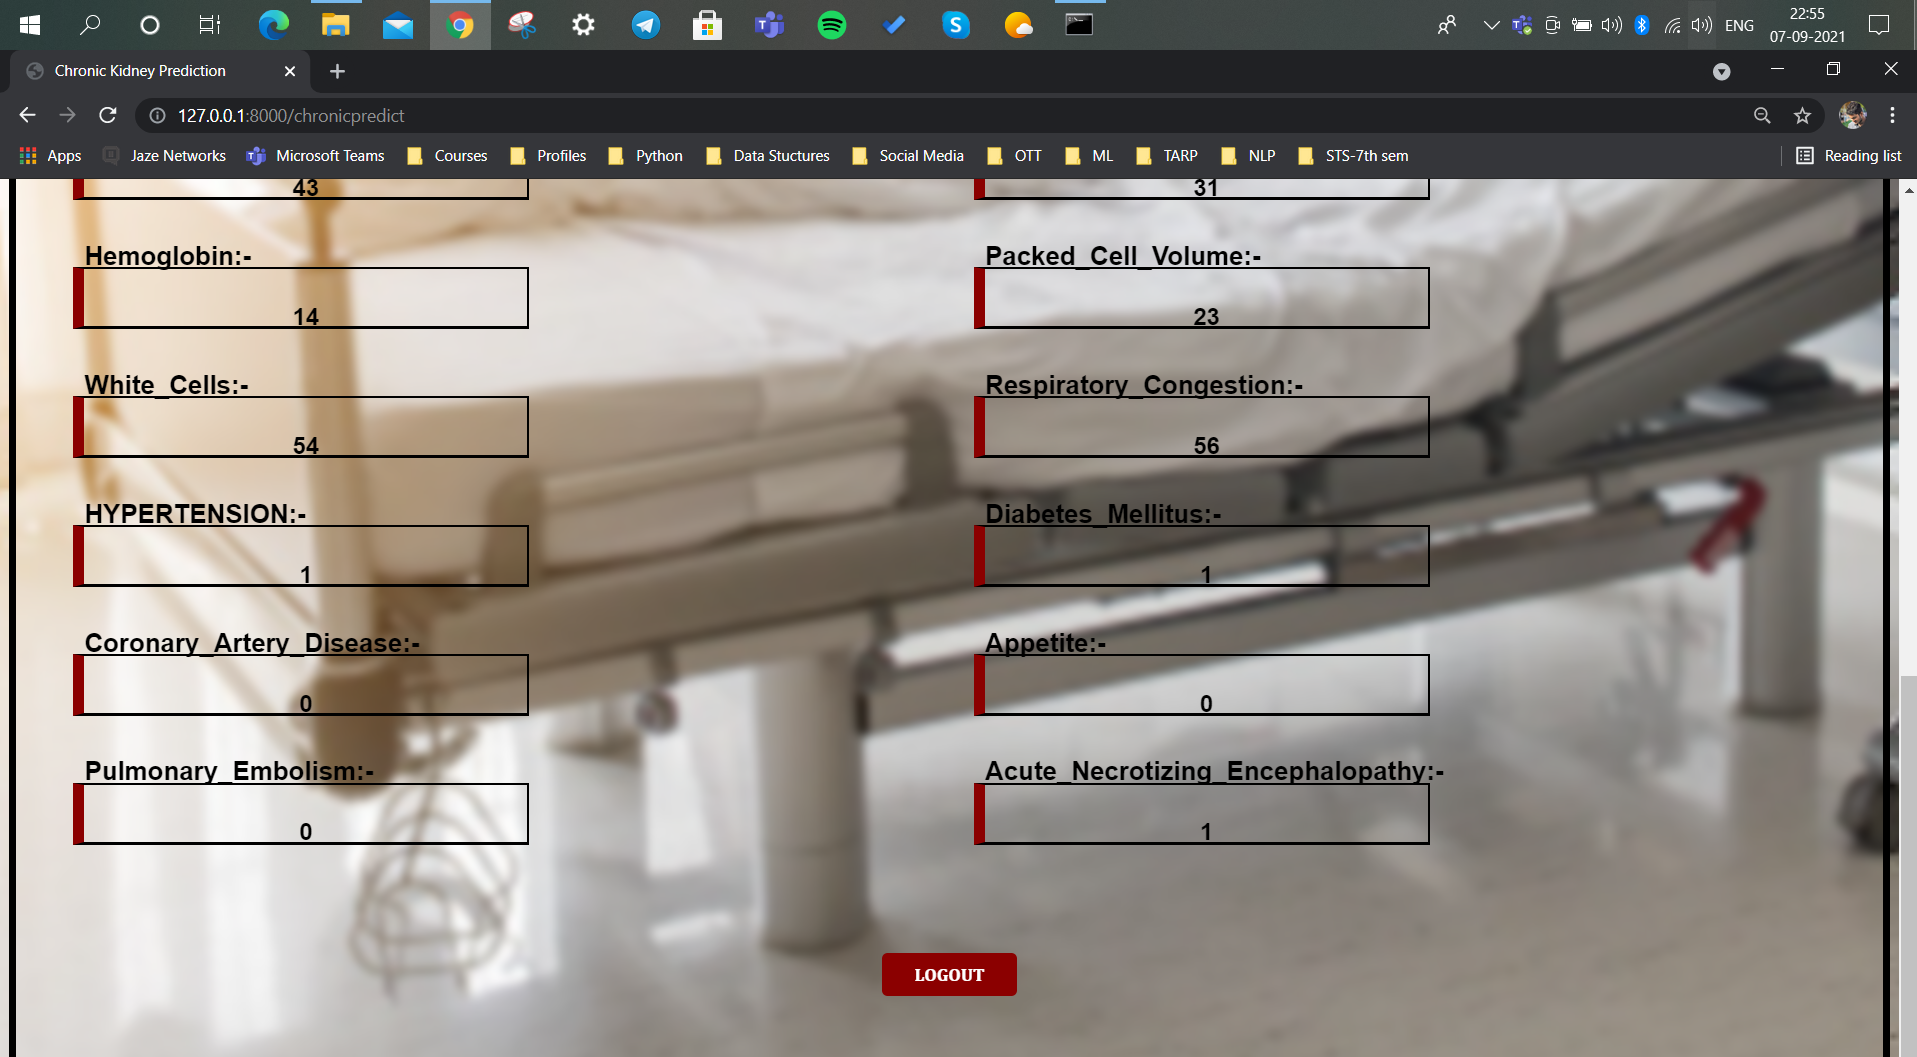 ENG
22:55
07-09-2021
Chronic Kidney Prediction
127.0.0.1:8000/chronicpredict
Apps Jaze Networks Microsoft Teams Courses Profiles Python Data Stuctures Social Media OTT ML TARP NLP STS-7th sem Reading list
43 31
Hemoglobin:- Packed_Cell_Volume:-
14 23
White_Cells:- Respiratory_Congestion:-
54 56
HYPERTENSION:- Diabetes_Mellitus:-
1 1
Coronary_Artery_Disease:- Appetite:-
0 0
Pulmonary_Embolism:- Acute_Necrotizing_Encephalopathy:-
0 1
LOGOUT